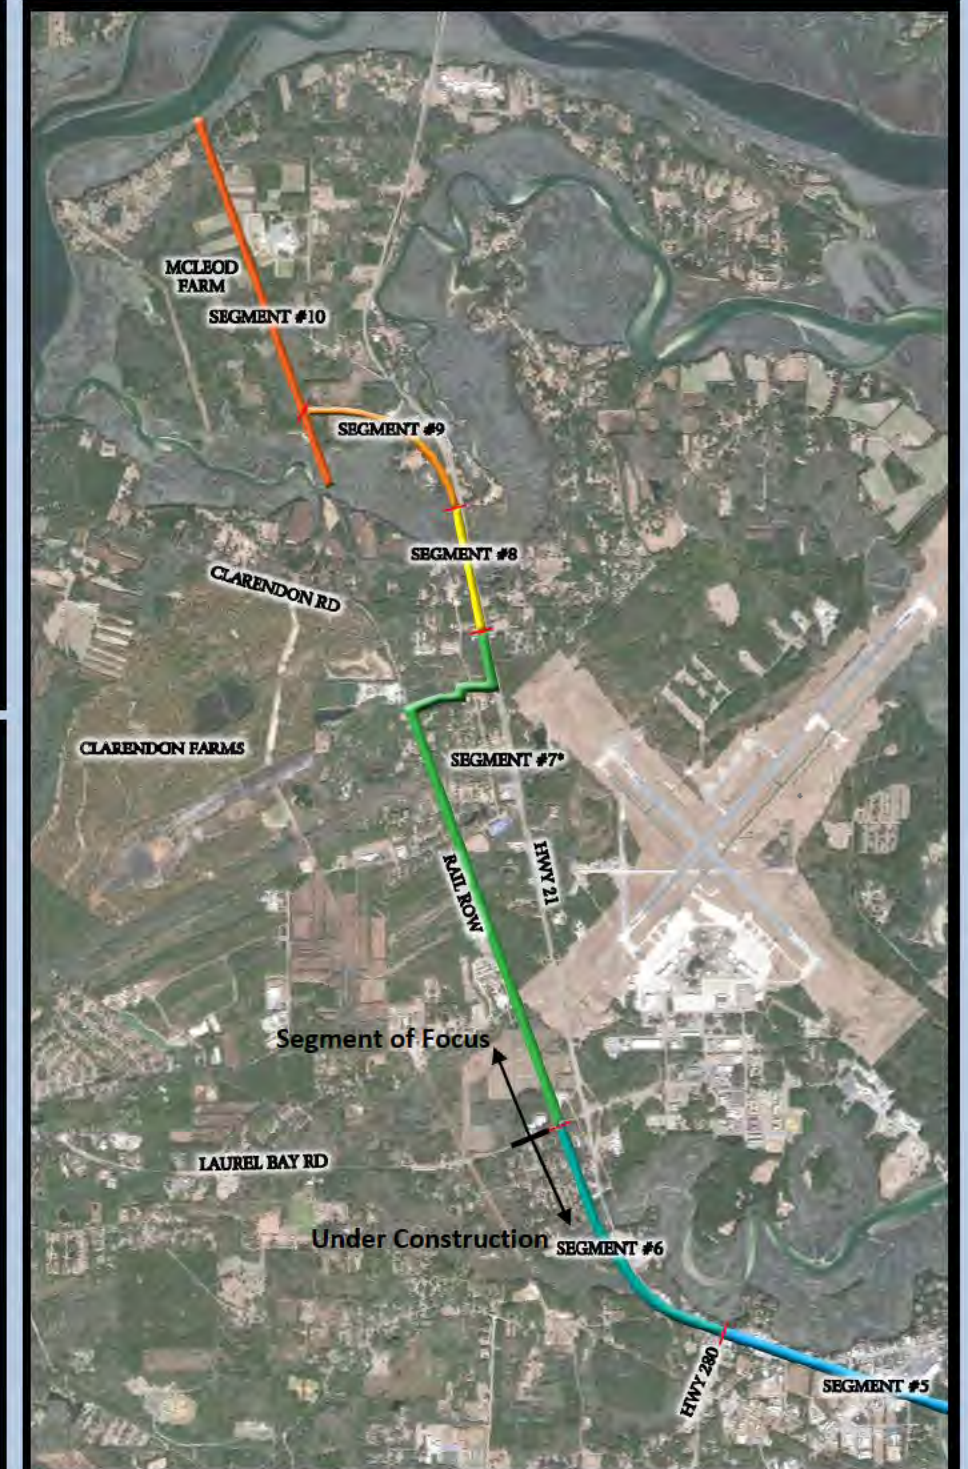 MCLEOD
FARM
SEGMENT #10
SEGMENT #9
SEGMENT #8
CLARENDON RD
CLARENDON FARMS
SEGMENT #7*
HWY 21
RAIL ROW
Segment of Focus
LAUREL BAY RD
Under Construction
SEGMENT #6
HWY 280
SEGMENT #5